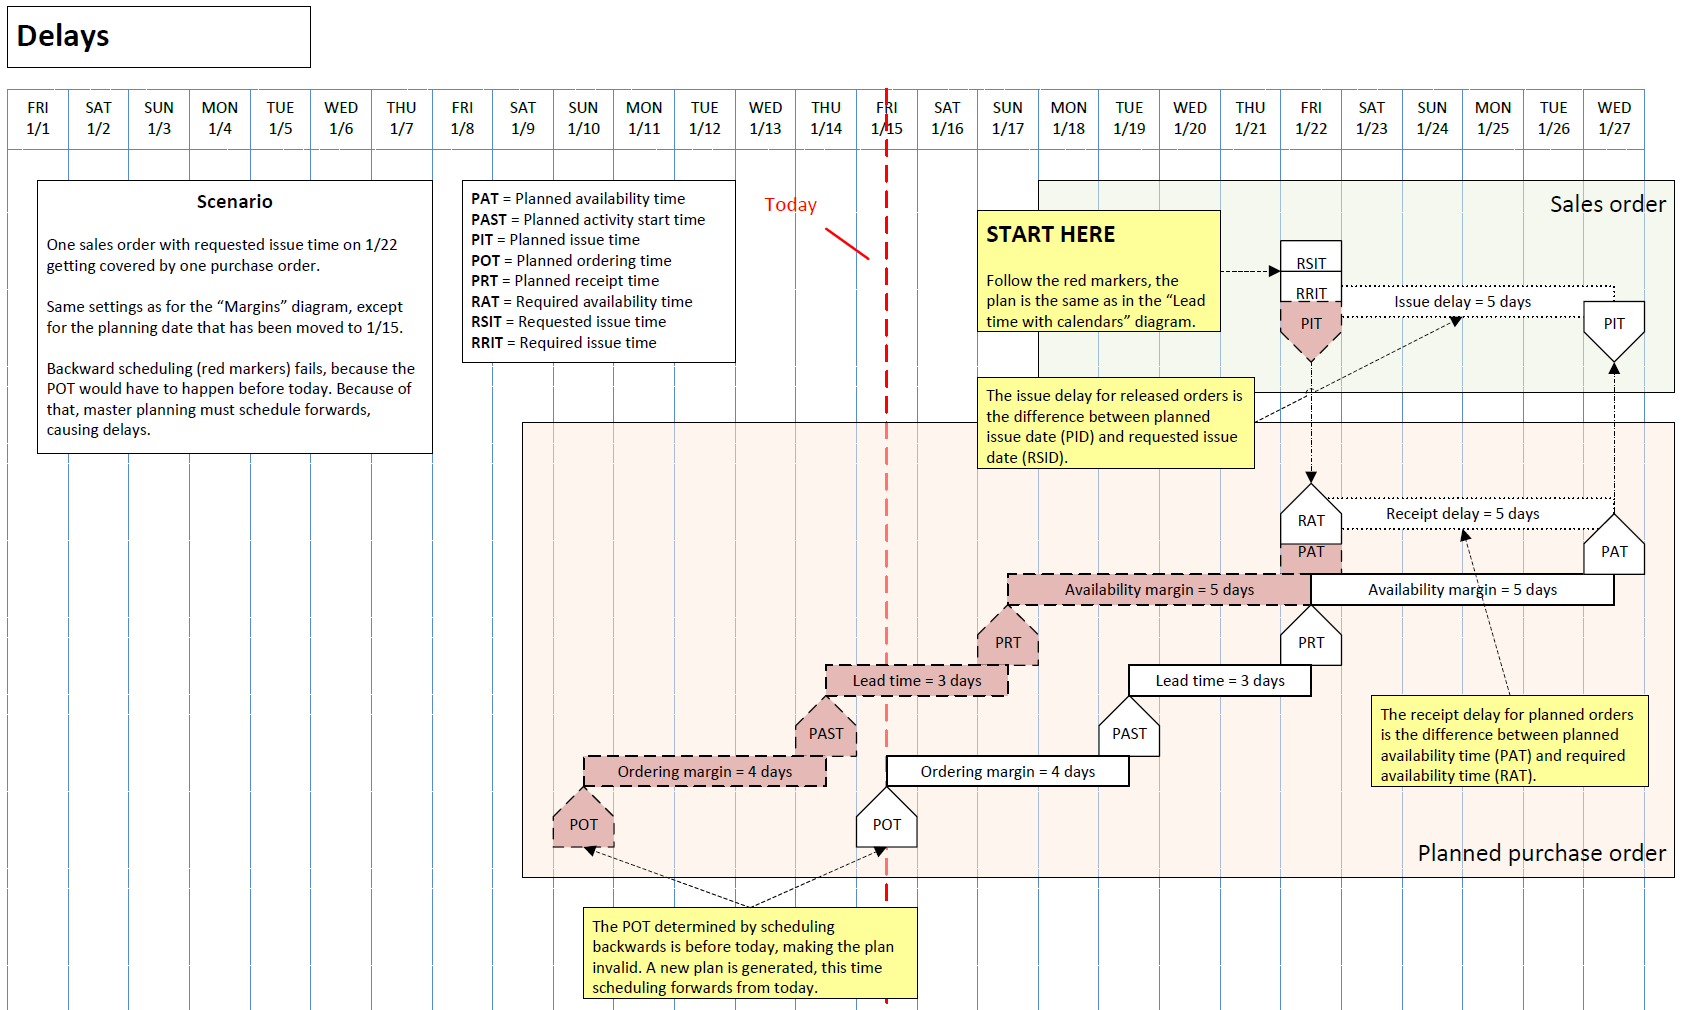 Delays
FRI SAT SUN MON TUE WED THU FRI SAT SUN MON TUE WED THU FRI SAT SUN MON TUE WED THU FRI SAT SUN MON TUE WED
1/1 1/2 1/3 1/4 1/5 1/6 1/7 1/8 1/9 1/10 1/11 1/12 1/13 1/14 1/15 1/16 1/17 1/18 1/19 1/20 1/21 1/22 1/23 1/24 1/25 1/26 1/27
Scenario
One sales order with requested issue time on 1/22
getting covered by one purchase order.
Same settings as for the “Margins” diagram, except
for the planning date that has been moved to 1/15.
Backward scheduling (red markers) fails, because the
POT would have to happen before today. Because of
that, master planning must schedule forwards,
causing delays.
PAT = Planned availability time
PAST = Planned activity start time
PIT = Planned issue time
POT = Planned ordering time
PRT = Planned receipt time
RAT = Required availability time
RSIT = Requested issue time
RRIT = Required issue time
Today
Sales order
START HERE
Follow the red markers, the
plan is the same as in the “Lead
time with calendars” diagram.
RSIT
RRIT
Issue delay = 5 days
PIT
PIT
The issue delay for released orders is
the difference between planned
issue date (PID) and requested issue
date (RSID).
RAT
Receipt delay = 5 days
PAT
PAT
Availability margin = 5 days
Availability margin = 5 days
PRT
PRT
Lead time = 3 days
Lead time = 3 days
The receipt delay for planned orders
is the difference between planned
availability time (PAT) and required
availability time (RAT).
PAST
PAST
Ordering margin = 4 days
Ordering margin = 4 days
POT
POT
Planned purchase order
The POT determined by scheduling
backwards is before today, making the plan
invalid. A new plan is generated, this time
scheduling forwards from today.